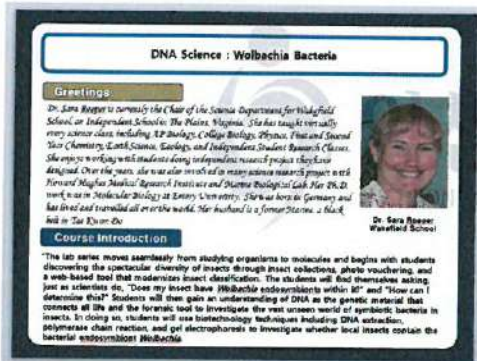 DNA Science : Wolbachia Bacteria
Greetings
Dr. Sara Roeper is currently the Chair of the Science Department for Wakefield
School, an Independent School in The Plains, Virginia. She has taught virtually
every science class, including AP Biology, College Biology, Physics, First and Second
Year Chemistry, Earth Science, Ecology, and Independent Student Research Classes.
She enjoys working with students doing independent research project they have
designed. Over the years, she was also involved in many science research project with
Howard Hughes Medical Research Institute and Marine Biological Lab. Her Ph.D.
work was in Molecular Biology at Emory University. She was born in Germany and
has lived and travelled all over the world. Her husband is a former Marine, a black
belt in Tae Kwon Do
Dr. Sara Roeper
Wakefield School
Course Introduction
"The lab series moves seamlessly from studying organisms to molecules and begins with students
discovering the spectacular diversity of insects through insect collections, photo vouchering, and
a web-based tool that modernizes insect classification. The students will find themselves asking,
just as scientists do, "Does my insect have Wolbachia endosymbionts within it?" and "How can I
determine this?" Students will then gain an understanding of DNA as the genetic material that
connects all life and the forensic tool to investigate the vast unseen world of symbiotic bacteria in
insects. In doing so, students will use biotechnology techniques including DNA extraction,
polymerase chain reaction, and gel electrophoresis to investigate whether local insects contain the
bacterial endosymbiont Wolbachia.